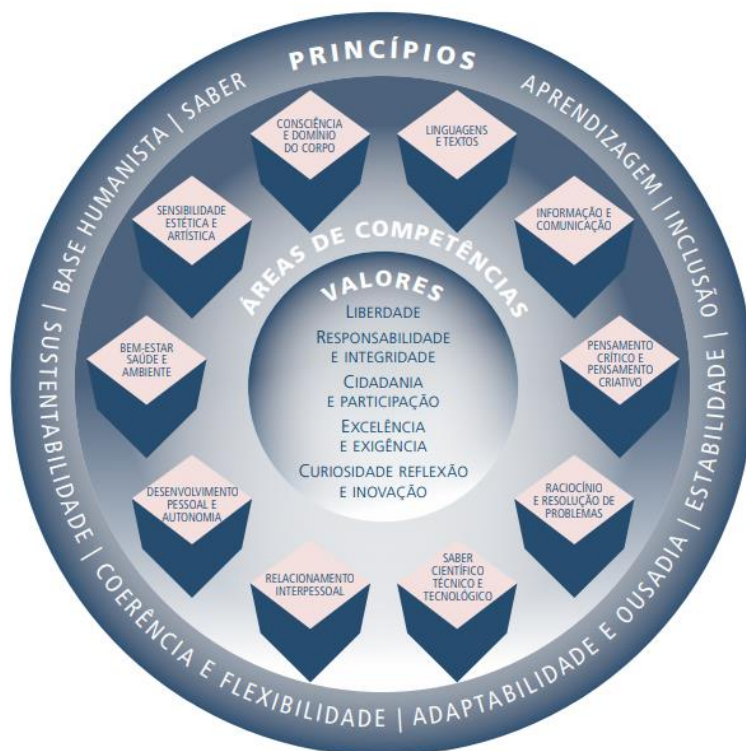 PRINCÍPIOS
BASE HUMANISTA | SABER
APRENDIZAGEM | INCLUSÃO |
ESTABILIDADE |
ADAPTABILIDADE E OUSADIA |
COERÊNCIA E FLEXIBILIDADE |
SUSTENTABILIDADE |
ÁREAS DE COMPETÊNCIAS
CONSCIÊNCIA
E DOMÍNIO
DO CORPO
LINGUAGENS
E TEXTOS
INFORMAÇÃO E
COMUNICAÇÃO
PENSAMENTO
CRÍTICO E
PENSAMENTO
CRIATIVO
RACIOCÍNIO
E RESOLUÇÃO DE
PROBLEMAS
SABER
CIENTÍFICO
TÉCNICO E
TECNOLÓGICO
RELACIONAMENTO
INTERPESSOAL
DESENVOLVIMENTO
PESSOAL E
AUTONOMIA
BEM-ESTAR
SAÚDE E
AMBIENTE
SENSIBILIDADE
ESTÉTICA E
ARTÍSTICA
VALORES
LIBERDADE
RESPONSABILIDADE
E INTEGRIDADE
CIDADANIA
E PARTICIPAÇÃO
EXCELÊNCIA
E EXIGÊNCIA
CURIOSIDADE REFLEXÃO
E INOVAÇÃO